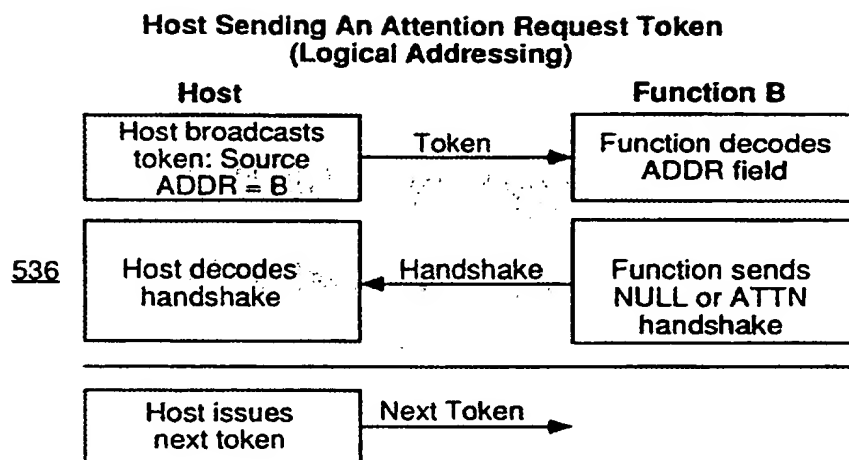 Host Sending An Attention Request Token
(Logical Addressing)
Host
Function B
Host broadcasts
token: Source
ADDR = B
Token
Function decodes
ADDR field
536
Host decodes
handshake
Handshake
Function sends
NULL or ATTN
handshake
Host issues
next token
Next Token